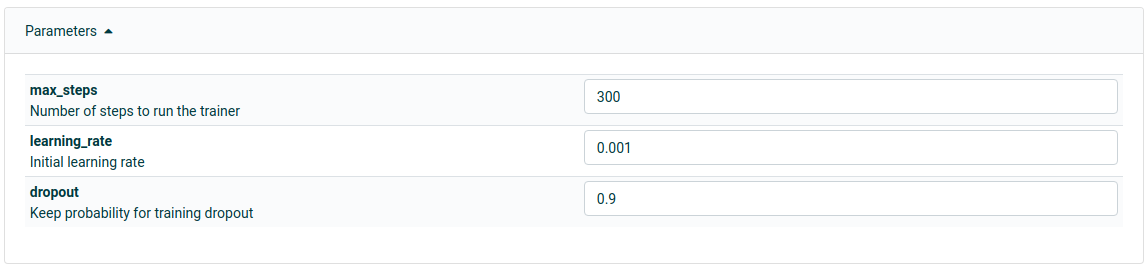 Parameters
max_steps
Number of steps to run the trainer
300
learning_rate
Initial learning rate
0.001
dropout
Keep probability for training dropout
0.9